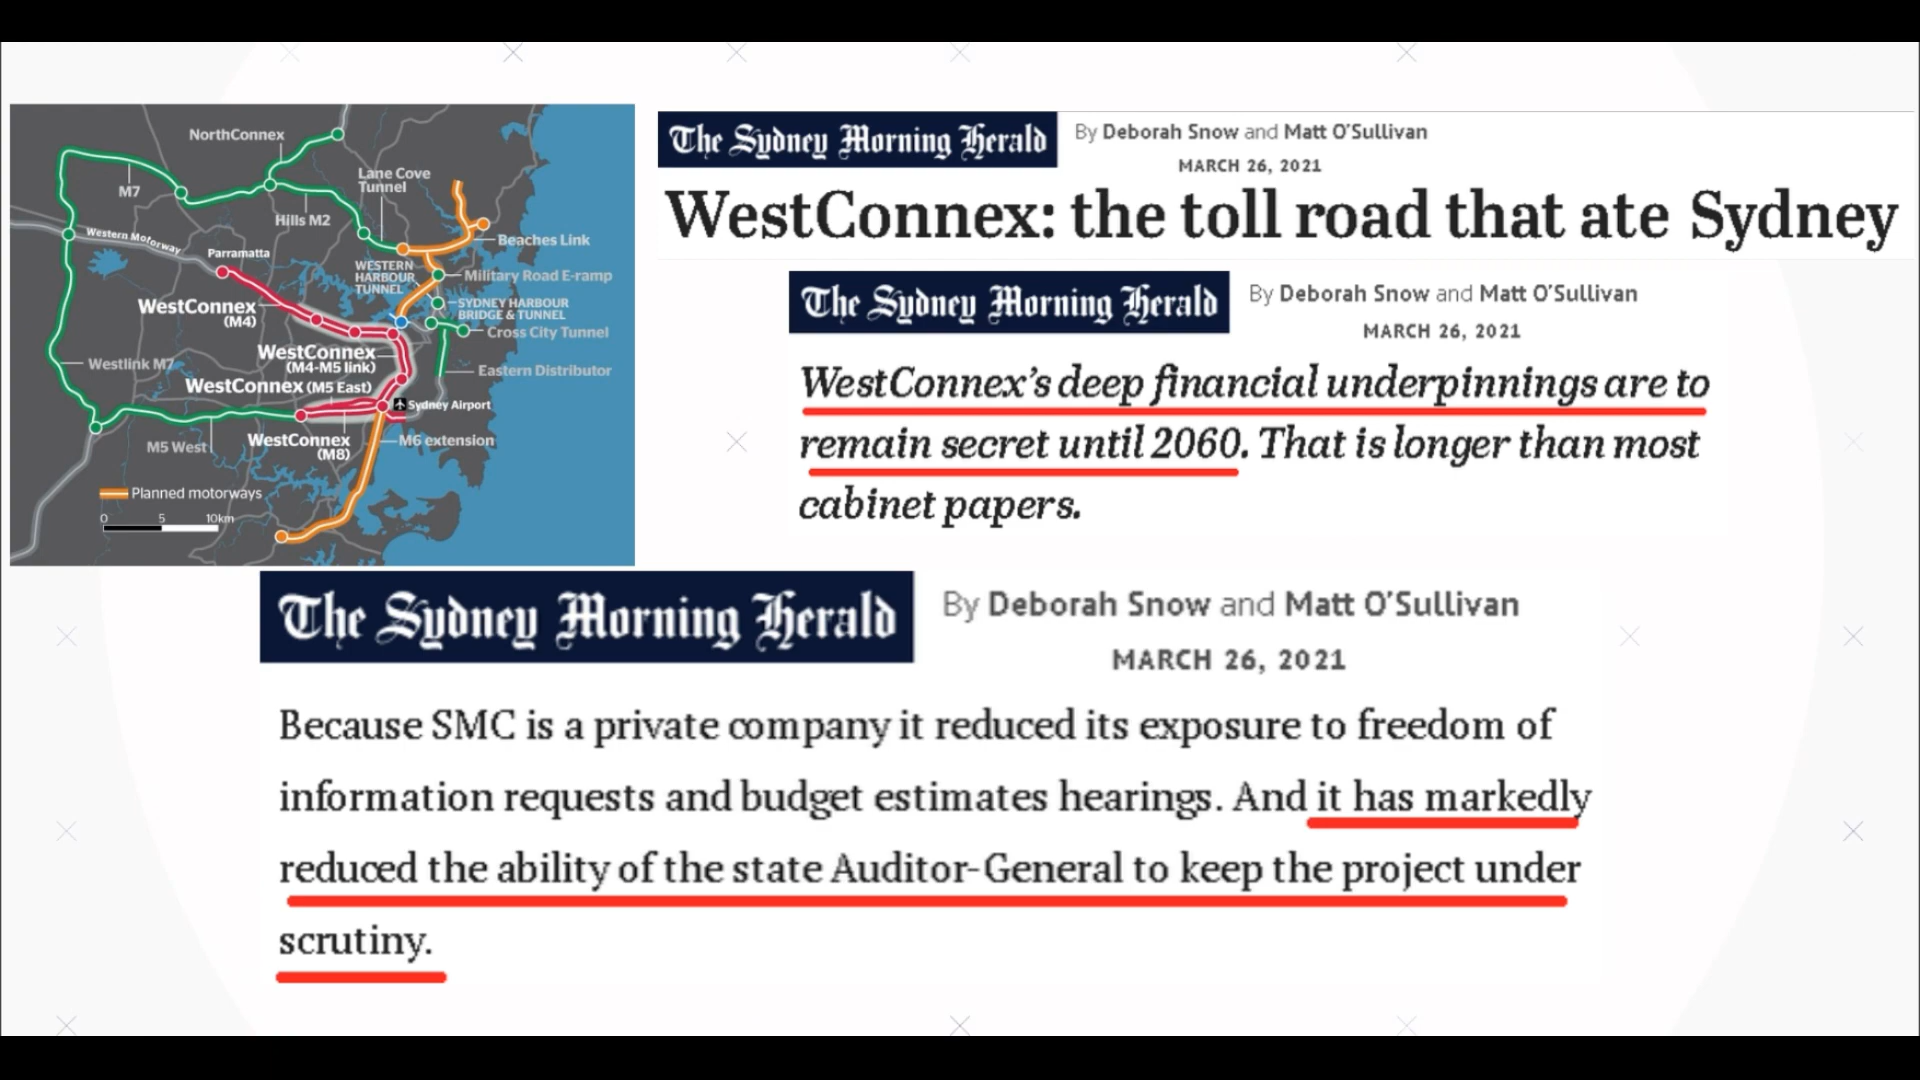 NorthConnex
M7
Hills M2
Lane Cove
Tunnel
Western Motorway
Parramatta
Beaches Link
WESTERN
HARBOUR
TUNNEL
Military Road E-ramp
WestConnex
(M4)
SYDNEY HARBOUR
BRIDGE & TUNNEL
Cross City Tunnel
WestConnex
(M4-M5 link)
Westlink M7
Eastern Distributor
WestConnex (M5 East)
Sydney Airport
M5 West
WestConnex
(M8)
M6 extension
Planned motorways
0 5 10km
The Sydney Morning Herald
By Deborah Snow and Matt O'Sullivan
MARCH 26, 2021
WestConnex: the toll road that ate Sydney
The Sydney Morning Herald
By Deborah Snow and Matt O'Sullivan
MARCH 26, 2021
WestConnex's deep financial underpinnings are to
remain secret until 2060. That is longer than most
cabinet papers.
The Sydney Morning Herald
By Deborah Snow and Matt O'Sullivan
MARCH 26, 2021
Because SMC is a private company it reduced its exposure to freedom of
information requests and budget estimates hearings. And it has markedly
reduced the ability of the state Auditor-General to keep the project under
scrutiny.